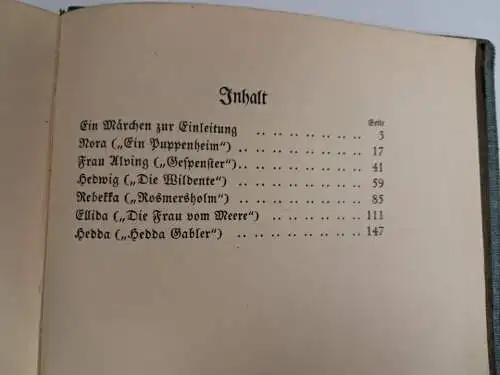 Inhalt
Seite
Ein Märchen zur Einleitung .. .. .. .. .. .. .. 3
Nora („Ein Puppenheim“) .. .. .. .. .. .. .. 17
Frau Alving („Gespenster“) .. .. .. .. .. .. .. 41
Hedwig („Die Wildente“) .. .. .. .. .. .. .. 59
Rebekka („Rosmersholm“) .. .. .. .. .. .. .. 85
Ellida („Die Frau vom Meere“) .. .. .. .. .. .. 111
Hedda („Hedda Gabler“) .. .. .. .. .. .. .. 147